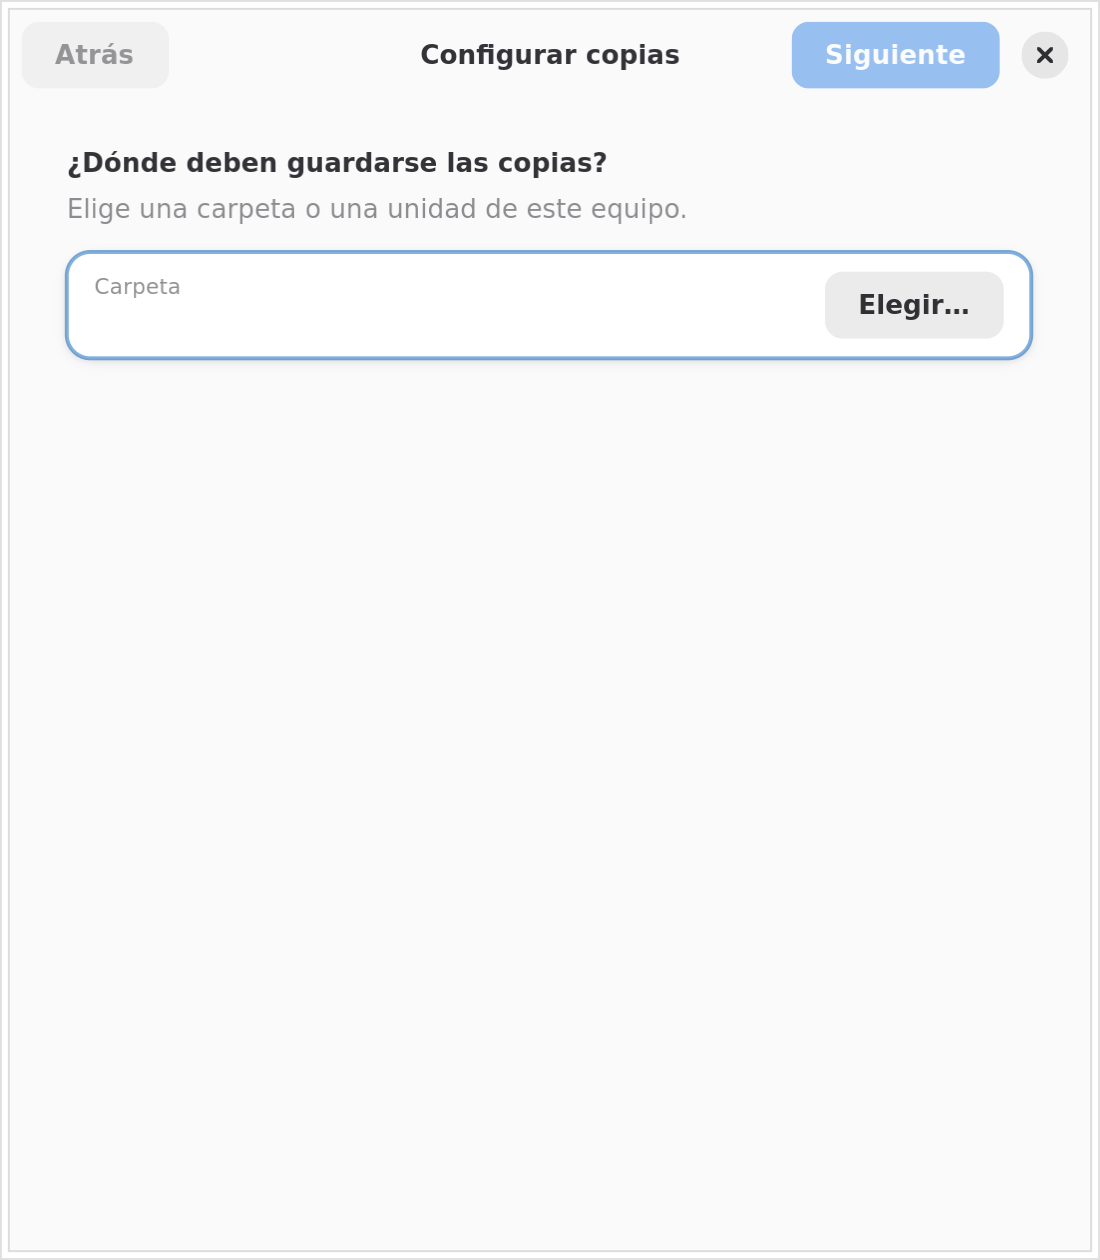 Atrás
Configurar copias
Siguiente
¿Dónde deben guardarse las copias?
Elige una carpeta o una unidad de este equipo.
Carpeta
Elegir…